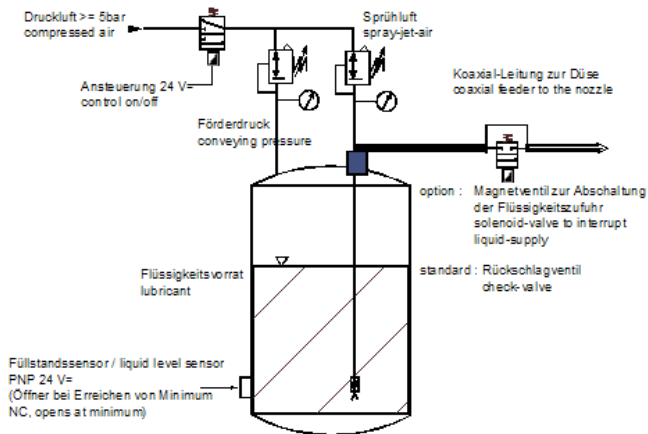 Druckluft >= 5bar
compressed air
Sprühluft
spray-jet-air
Ansteuerung 24 V=
control on/off
Koaxial-Leitung zur Düse
coaxial feeder to the nozzle
Förderdruck
conveying pressure
option : Magnetventil zur Abschaltung
der Flüssigkeitszufuhr
solenoid-valve to interrupt
liquid-supply
Flüssigkeitsvorrat
lubricant
standard : Rückschlagventil
check-valve
Füllstandssensor / liquid level sensor
PNP 24 V=
(Öffner bei Erreichen von Minimum
NC, opens at minimum)